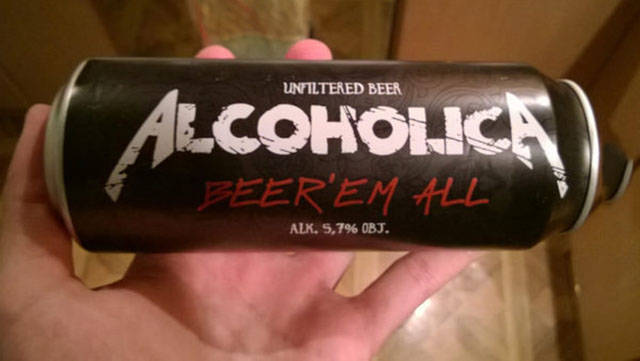 UNFILTERED BEER
ALCOHOLICA
BEER'EM ALL
ALK. 5,7% OBJ.